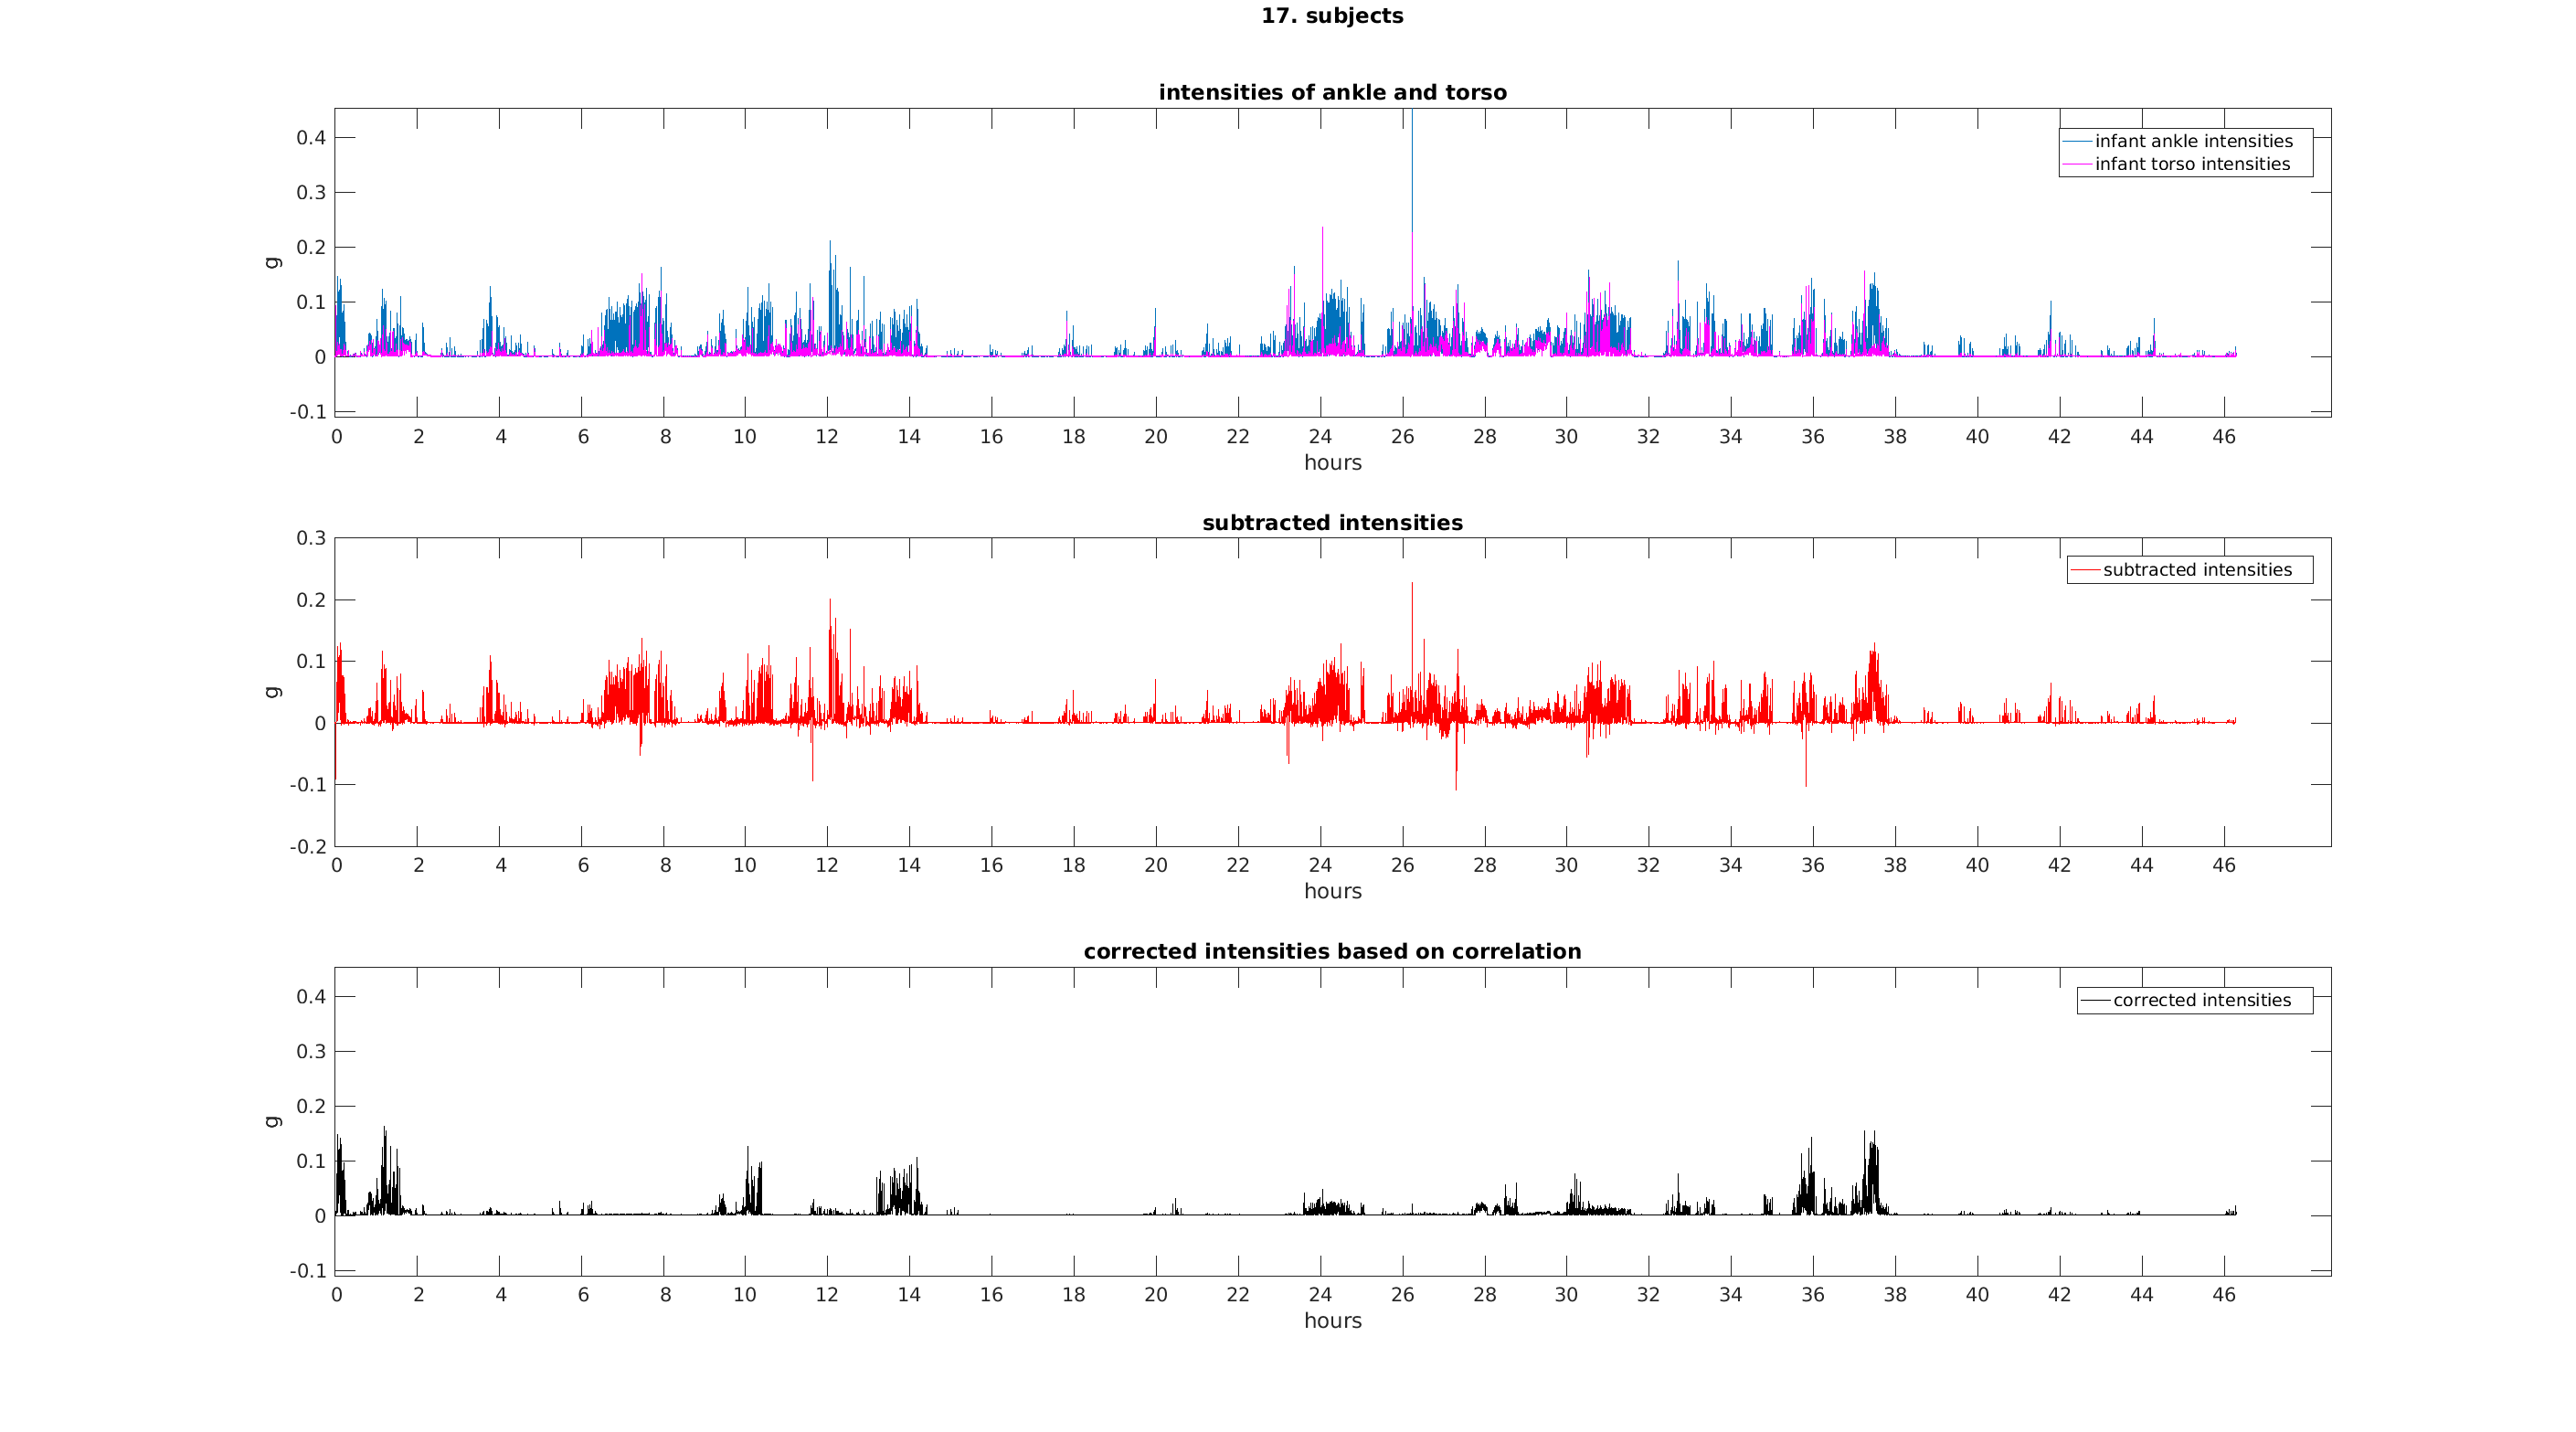 17. subjects
intensities of ankle and torso
g
0.4
0.3
0.2
0.1
0
-0.1
infant ankle intensities
infant torso intensities
0 2 4 6 8 10 12 14 16 18 20 22 24 26 28 30 32 34 36 38 40 42 44 46
hours
subtracted intensities
g
0.3
0.2
0.1
0
-0.1
-0.2
subtracted intensities
0 2 4 6 8 10 12 14 16 18 20 22 24 26 28 30 32 34 36 38 40 42 44 46
hours
corrected intensities based on correlation
g
0.4
0.3
0.2
0.1
0
-0.1
corrected intensities
0 2 4 6 8 10 12 14 16 18 20 22 24 26 28 30 32 34 36 38 40 42 44 46
hours